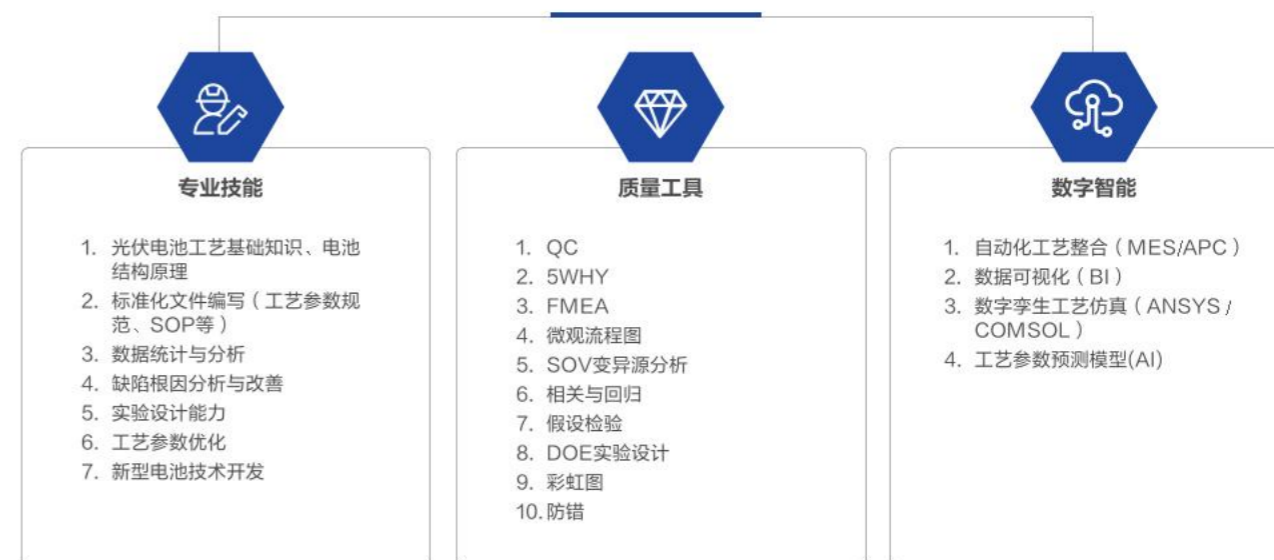 专业技能
1. 光伏电池工艺基础知识、电池
结构原理
2. 标准化文件编写（工艺参数规
范、SOP等）
3. 数据统计与分析
4. 缺陷根因分析与改善
5. 实验设计能力
6. 工艺参数优化
7. 新型电池技术开发
质量工具
1. QC
2. 5WHY
3. FMEA
4. 微观流程图
5. SOV变异源分析
6. 相关与回归
7. 假设检验
8. DOE实验设计
9. 彩虹图
10. 防错
数字智能
1. 自动化工艺整合（MES/APC）
2. 数据可视化（BI）
3. 数字孪生工艺仿真（ANSYS /
COMSOL）
4. 工艺参数预测模型(AI)